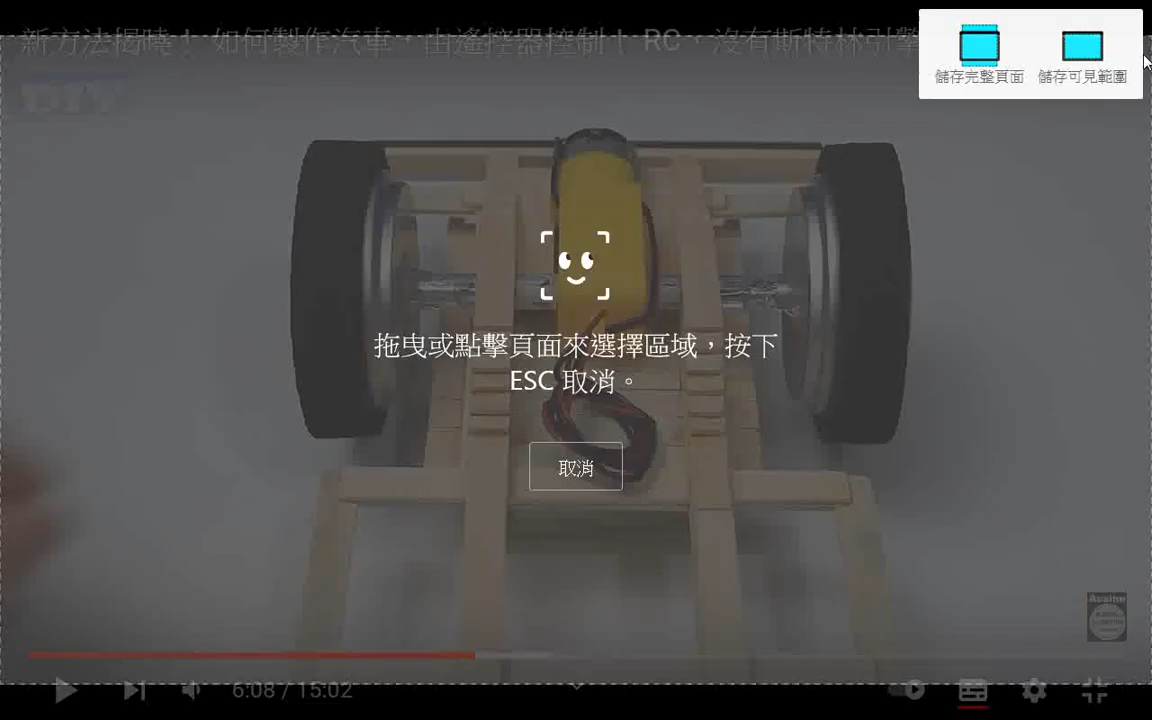 新方法揭曉！ 如何製作汽車，由遙控器控制！ RC，沒有斯特林引擎
儲存完整頁面
儲存可見範圍
DIY
拖曳或點擊頁面來選擇區域，按下
ESC 取消。
取消
6:08 / 15:02